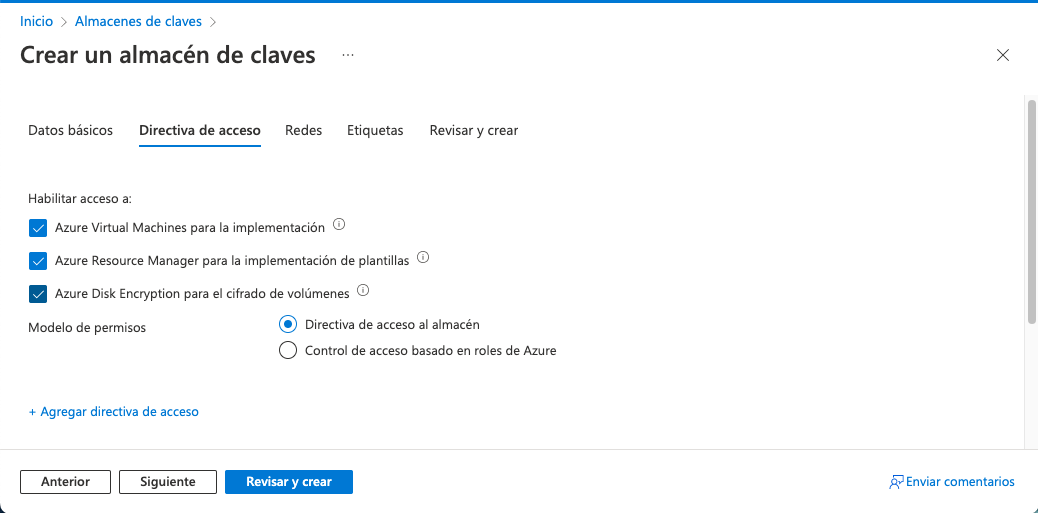 Inicio > Almacenes de claves >
Crear un almacén de claves ...
Datos básicos Directiva de acceso Redes Etiquetas Revisar y crear
Habilitar acceso a:
Azure Virtual Machines para la implementación
Azure Resource Manager para la implementación de plantillas
Azure Disk Encryption para el cifrado de volúmenes
Modelo de permisos
Directiva de acceso al almacén
Control de acceso basado en roles de Azure
+ Agregar directiva de acceso
Anterior Siguiente Revisar y crear Enviar comentarios